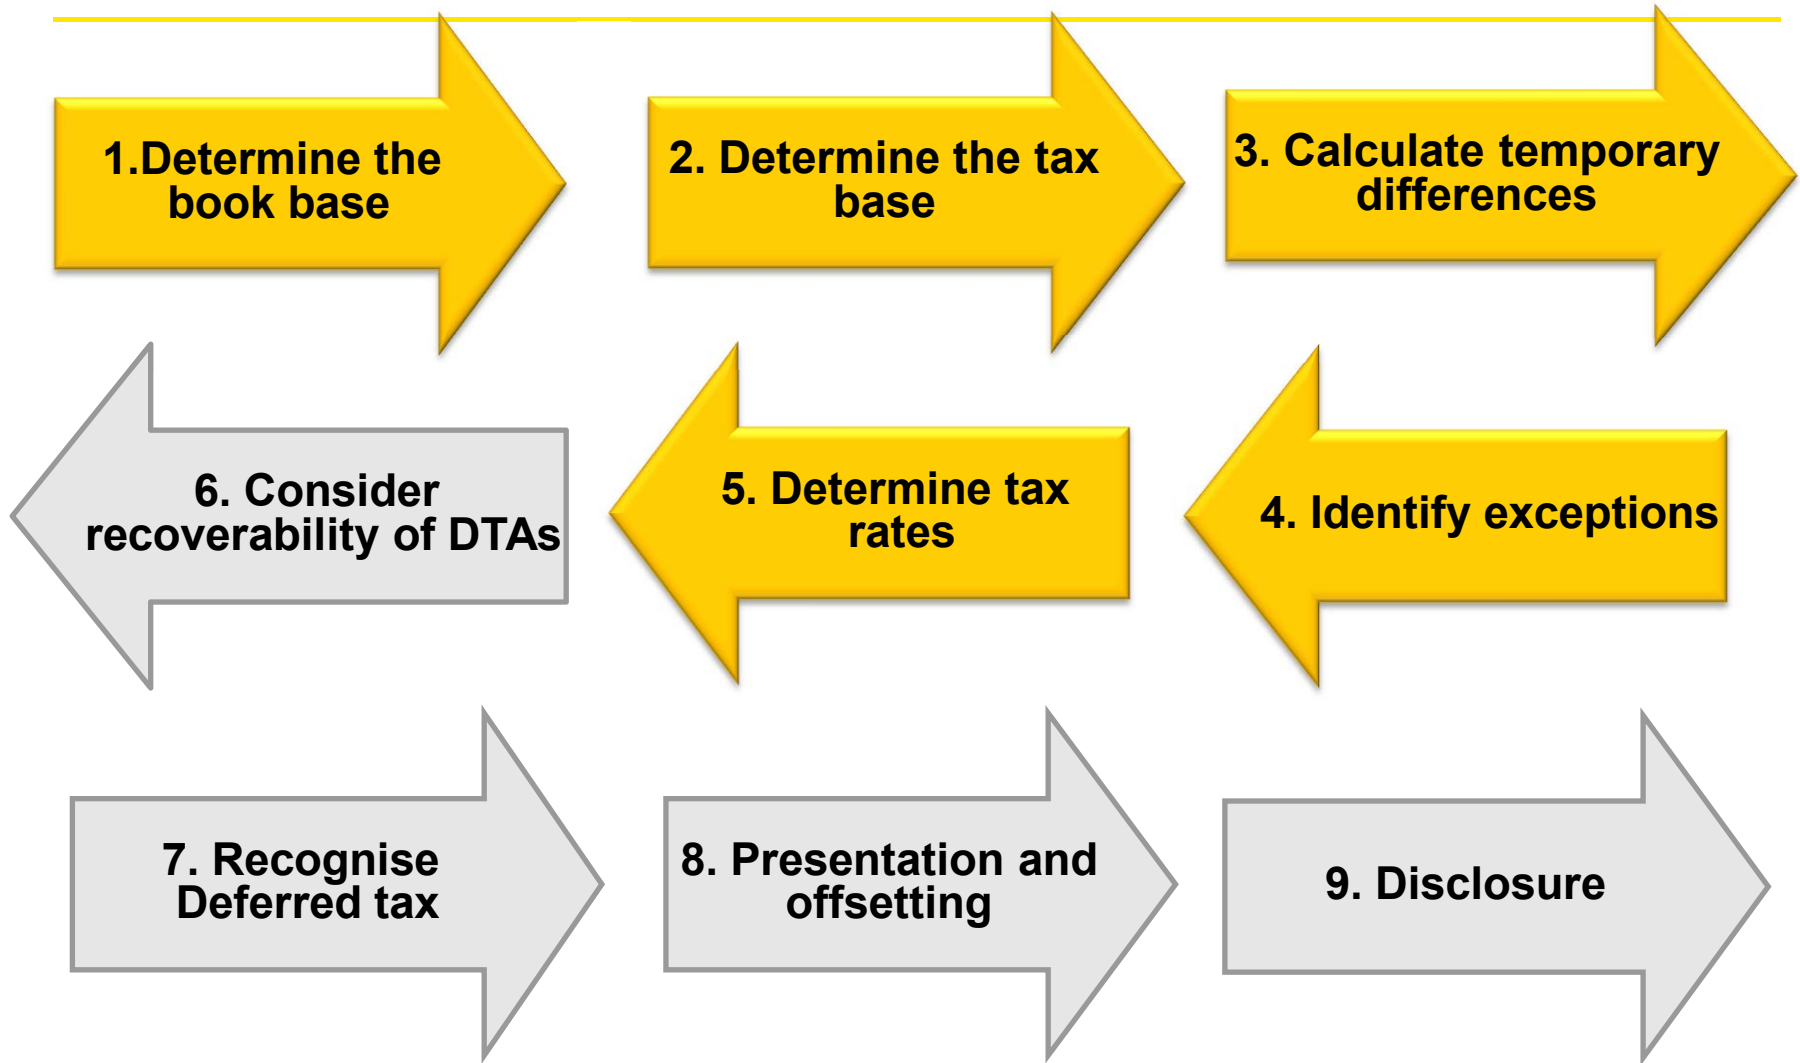 1.Determine the
book base
2. Determine the tax
base
3. Calculate temporary
differences
4. Identify exceptions
5. Determine tax
rates
6. Consider
recoverability of DTAs
7. Recognise
Deferred tax
8. Presentation and
offsetting
9. Disclosure